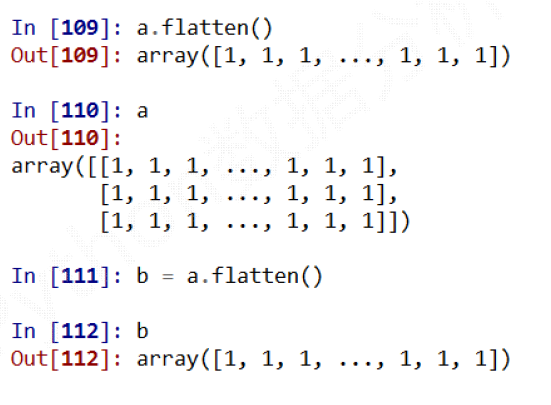 In [109]: a.flatten()
Out[109]: array([1, 1, 1, ..., 1, 1, 1])
In [110]: a
Out[110]:
array([[1, 1, 1, ..., 1, 1, 1],
       [1, 1, 1, ..., 1, 1, 1],
       [1, 1, 1, ..., 1, 1, 1]])
In [111]: b = a.flatten()
In [112]: b
Out[112]: array([1, 1, 1, ..., 1, 1, 1])